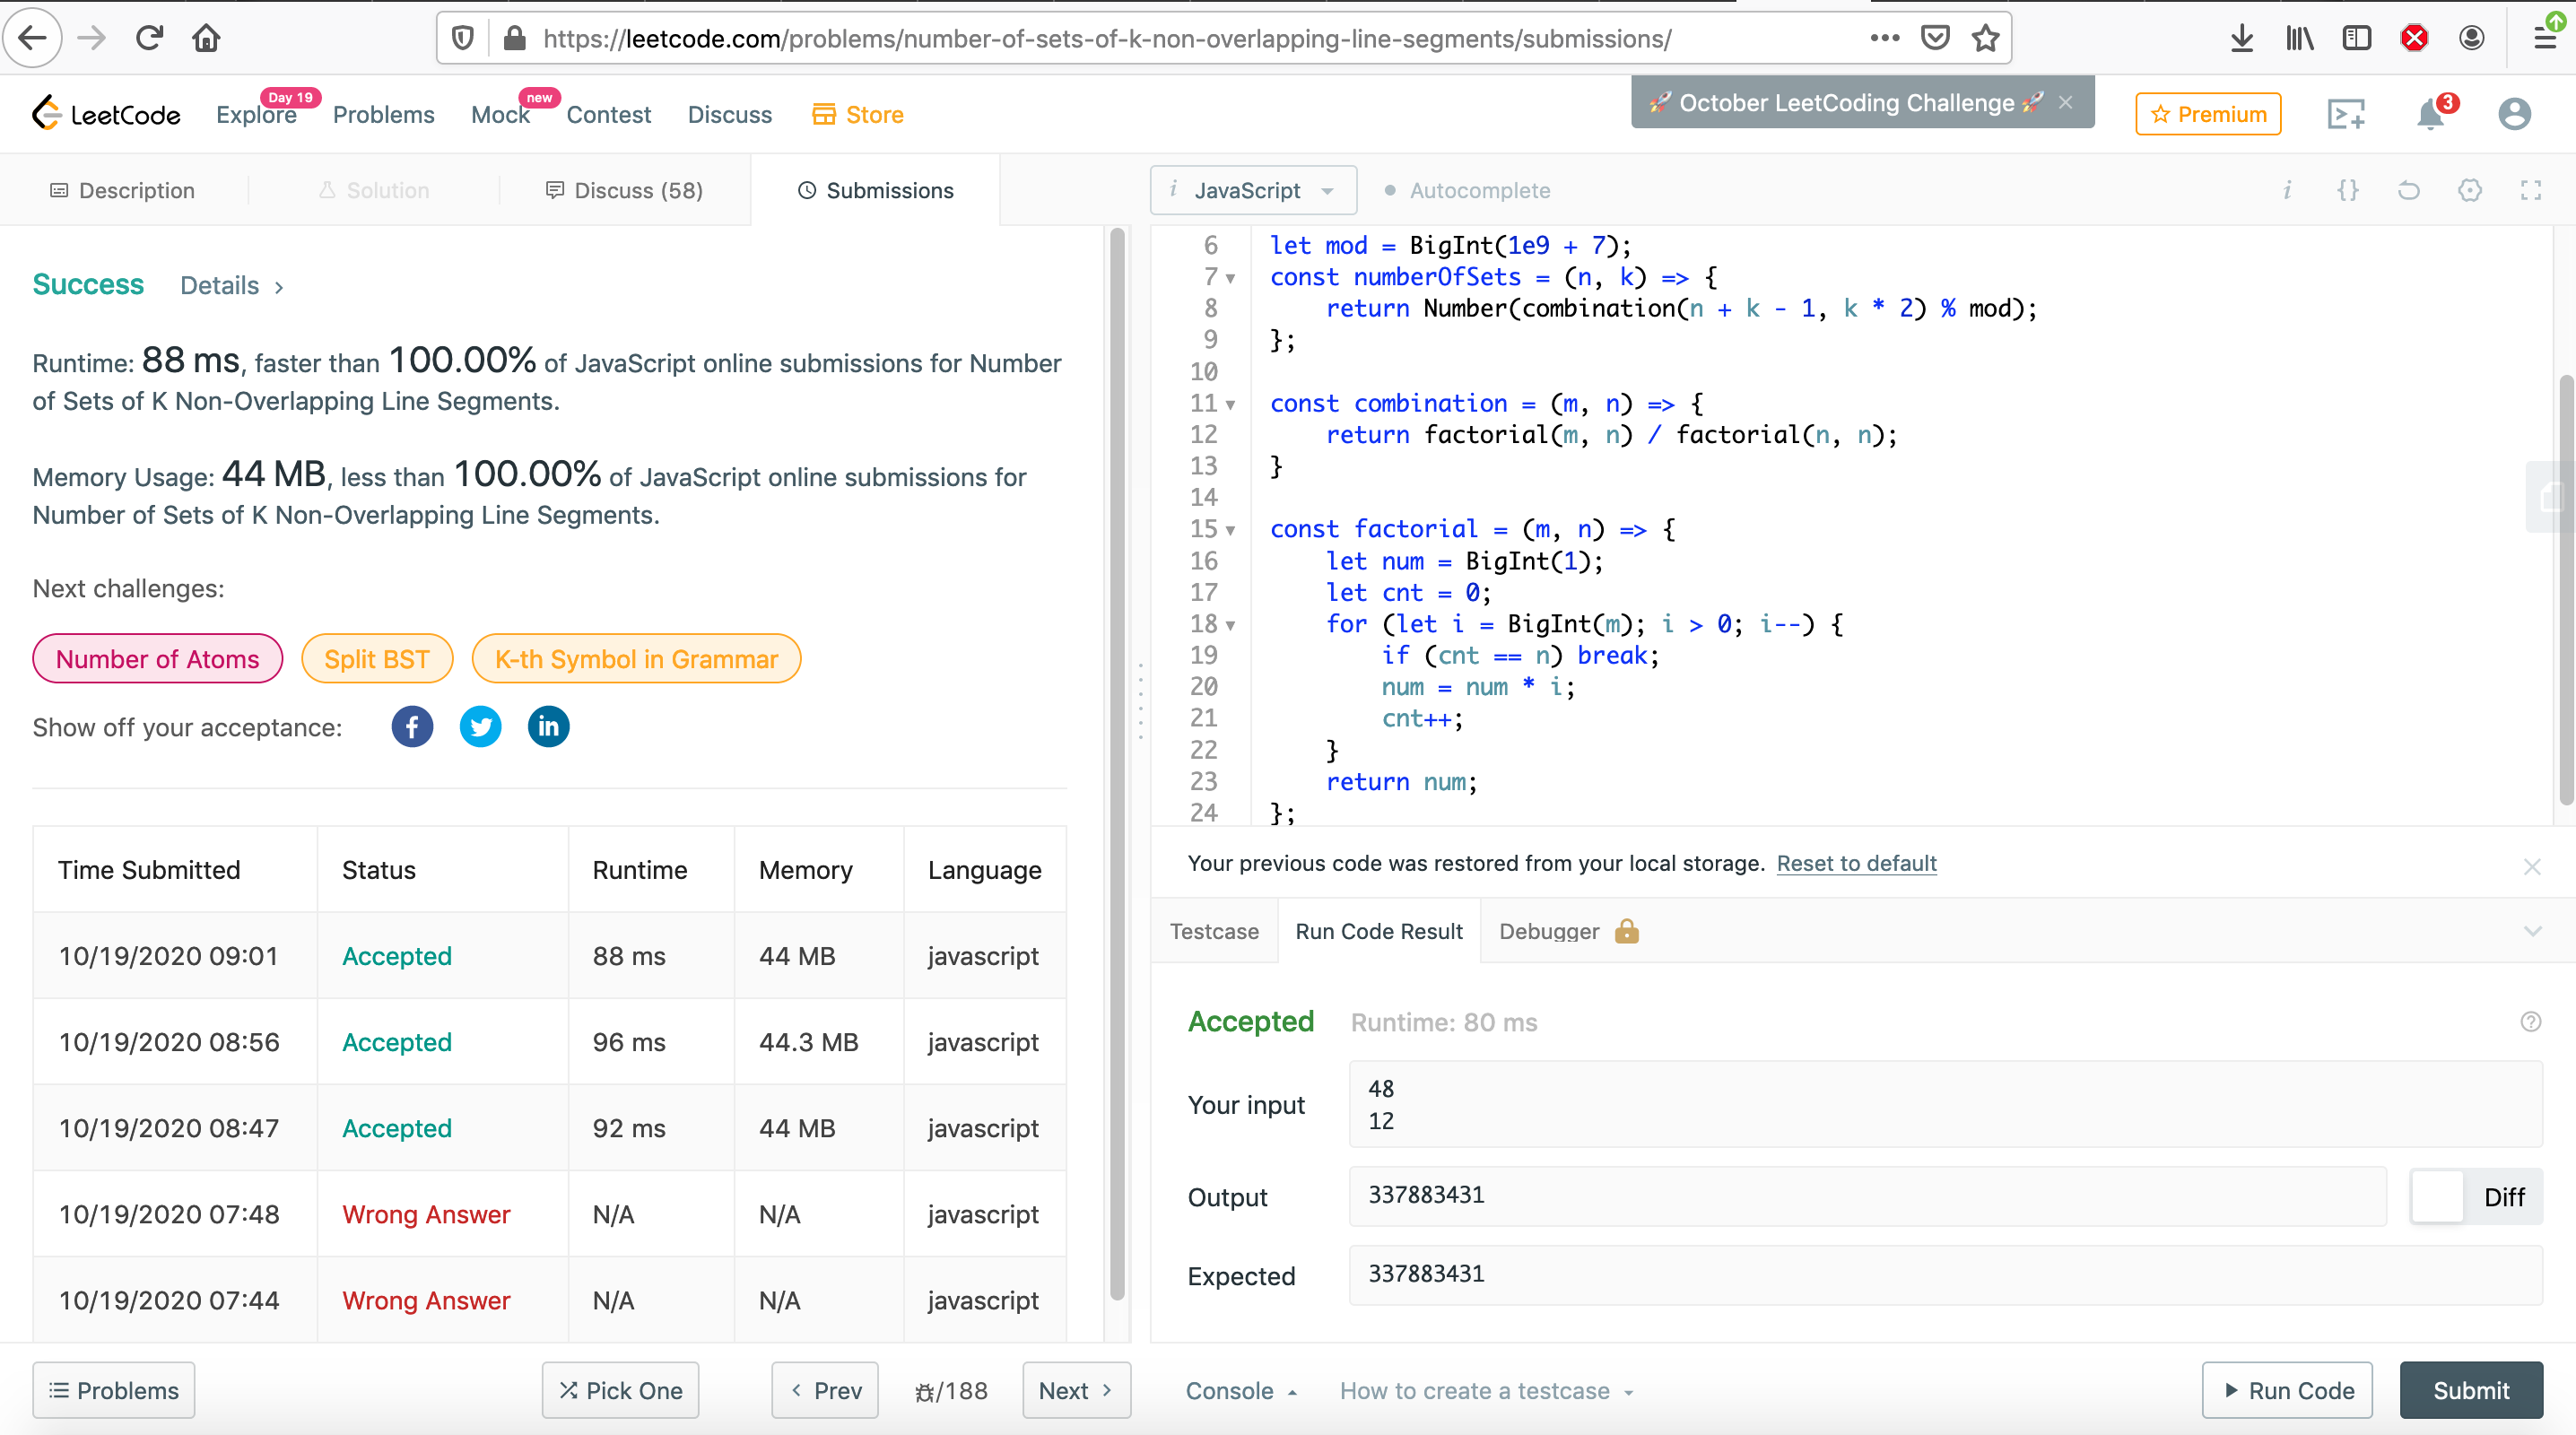 https://leetcode.com/problems/number-of-sets-of-k-non-overlapping-line-segments/submissions/
LeetCode
Explore
Day 19
Problems
Mock
new
Contest
Discuss
Store
🚀 October LeetCoding Challenge 🚀 ×
Premium
3
Description
Solution
Discuss (58)
Submissions
Success Details >
Runtime: 88 ms, faster than 100.00% of JavaScript online submissions for Number
of Sets of K Non-Overlapping Line Segments.
Memory Usage: 44 MB, less than 100.00% of JavaScript online submissions for
Number of Sets of K Non-Overlapping Line Segments.
Next challenges:
Number of Atoms
Split BST
K-th Symbol in Grammar
Show off your acceptance:
Time Submitted Status Runtime Memory Language
10/19/2020 09:01 Accepted 88 ms 44 MB javascript
10/19/2020 08:56 Accepted 96 ms 44.3 MB javascript
10/19/2020 08:47 Accepted 92 ms 44 MB javascript
10/19/2020 07:48 Wrong Answer N/A N/A javascript
10/19/2020 07:44 Wrong Answer N/A N/A javascript
Problems
Pick One
< Prev
/188
Next >
i JavaScript
Autocomplete
i {}
6 let mod = BigInt(1e9 + 7);
7 const numberOfSets = (n, k) => {
8 return Number(combination(n + k - 1, k * 2) % mod);
9 };
10
11 const combination = (m, n) => {
12 return factorial(m, n) / factorial(n, n);
13 }
14
15 const factorial = (m, n) => {
16 let num = BigInt(1);
17 let cnt = 0;
18 for (let i = BigInt(m); i > 0; i--) {
19 if (cnt == n) break;
20 num = num * i;
21 cnt++;
22 }
23 return num;
24 };
Your previous code was restored from your local storage. Reset to default
Testcase
Run Code Result
Debugger
Accepted Runtime: 80 ms
Your input
48
12
Output
337883431
Diff
Expected
337883431
Console
How to create a testcase
Run Code
Submit